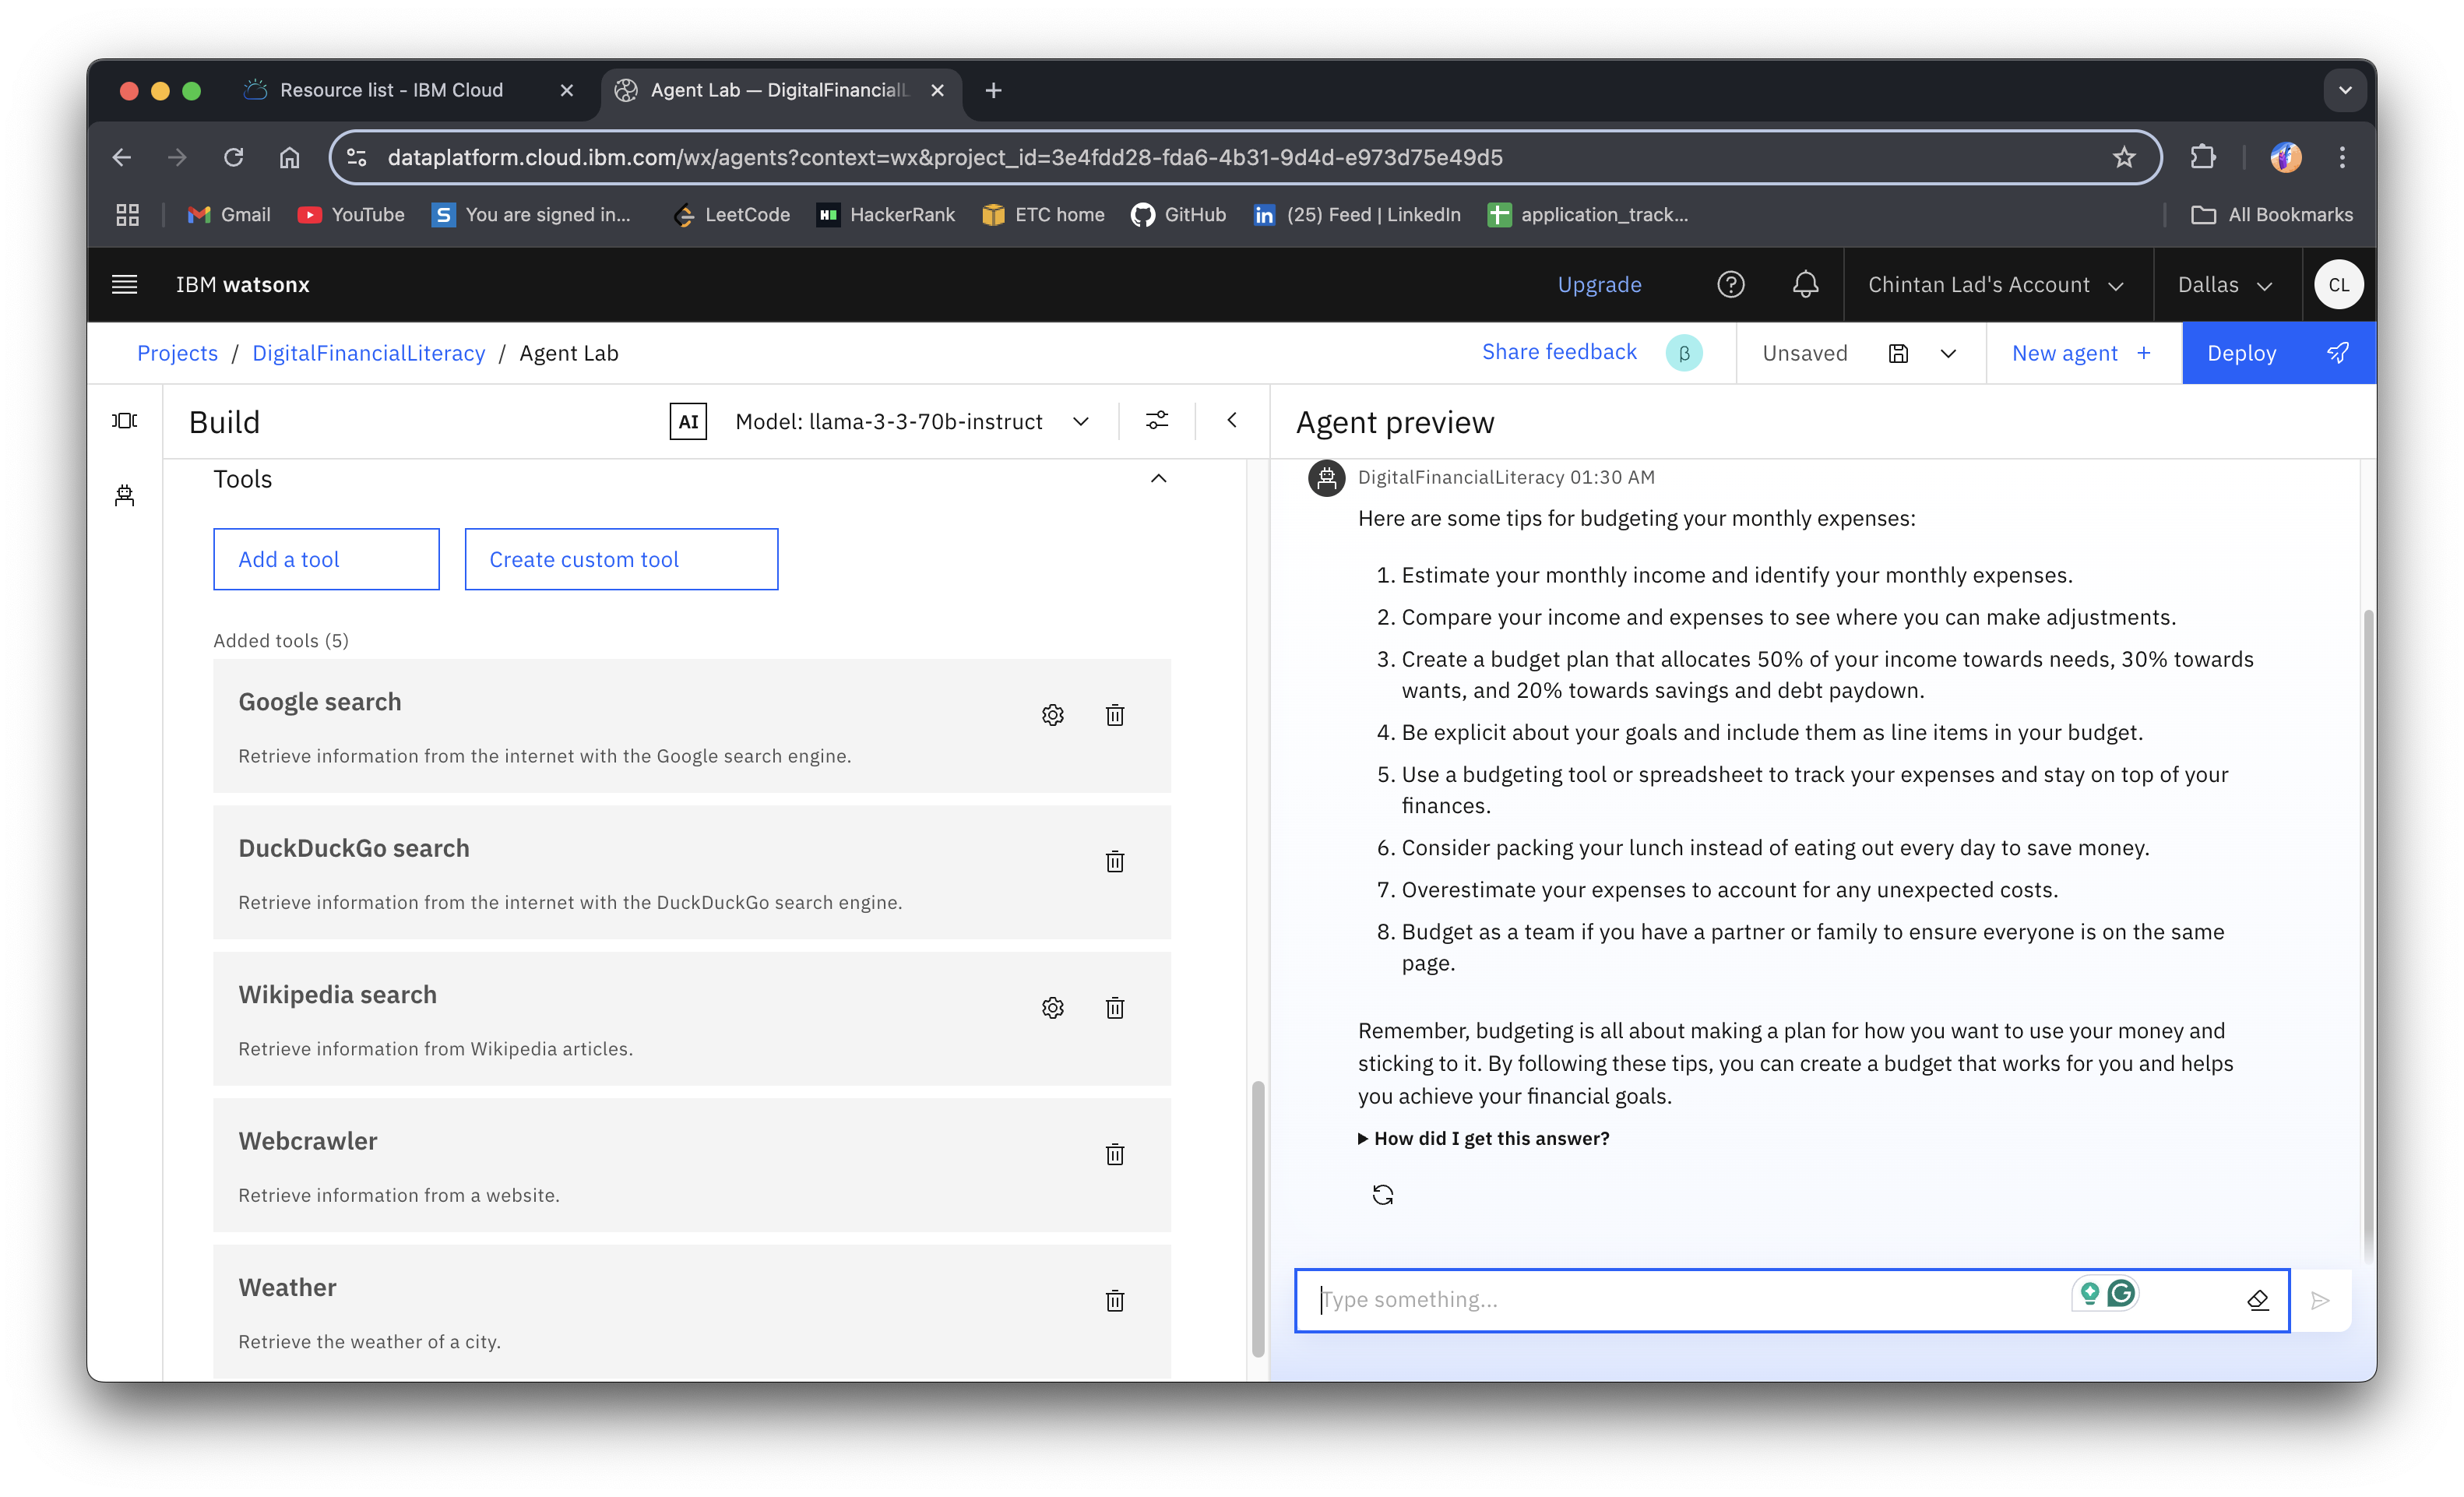 Resource list - IBM Cloud
Agent Lab — DigitalFinancialL
dataplatform.cloud.ibm.com/wx/agents?context=wx&project_id=3e4fdd28-fda6-4b31-9d4d-e973d75e49d5
Gmail
YouTube
S
You are signed in...
LeetCode
H
HackerRank
ETC home
GitHub
in
(25) Feed | LinkedIn
application_track...
All Bookmarks
IBM watsonx
Upgrade
Chintan Lad's Account
Dallas
CL
Projects / DigitalFinancialLiteracy / Agent Lab
Share feedback
β
Unsaved
New agent +
Deploy
Build
AI
Model: llama-3-3-70b-instruct
Tools
Add a tool
Create custom tool
Added tools (5)
Google search
Retrieve information from the internet with the Google search engine.
DuckDuckGo search
Retrieve information from the internet with the DuckDuckGo search engine.
Wikipedia search
Retrieve information from Wikipedia articles.
Webcrawler
Retrieve information from a website.
Weather
Retrieve the weather of a city.
Agent preview
DigitalFinancialLiteracy 01:30 AM
Here are some tips for budgeting your monthly expenses:
1. Estimate your monthly income and identify your monthly expenses.
2. Compare your income and expenses to see where you can make adjustments.
3. Create a budget plan that allocates 50% of your income towards needs, 30% towards
wants, and 20% towards savings and debt paydown.
4. Be explicit about your goals and include them as line items in your budget.
5. Use a budgeting tool or spreadsheet to track your expenses and stay on top of your
finances.
6. Consider packing your lunch instead of eating out every day to save money.
7. Overestimate your expenses to account for any unexpected costs.
8. Budget as a team if you have a partner or family to ensure everyone is on the same
page.
Remember, budgeting is all about making a plan for how you want to use your money and
sticking to it. By following these tips, you can create a budget that works for you and helps
you achieve your financial goals.
How did I get this answer?
Type something...